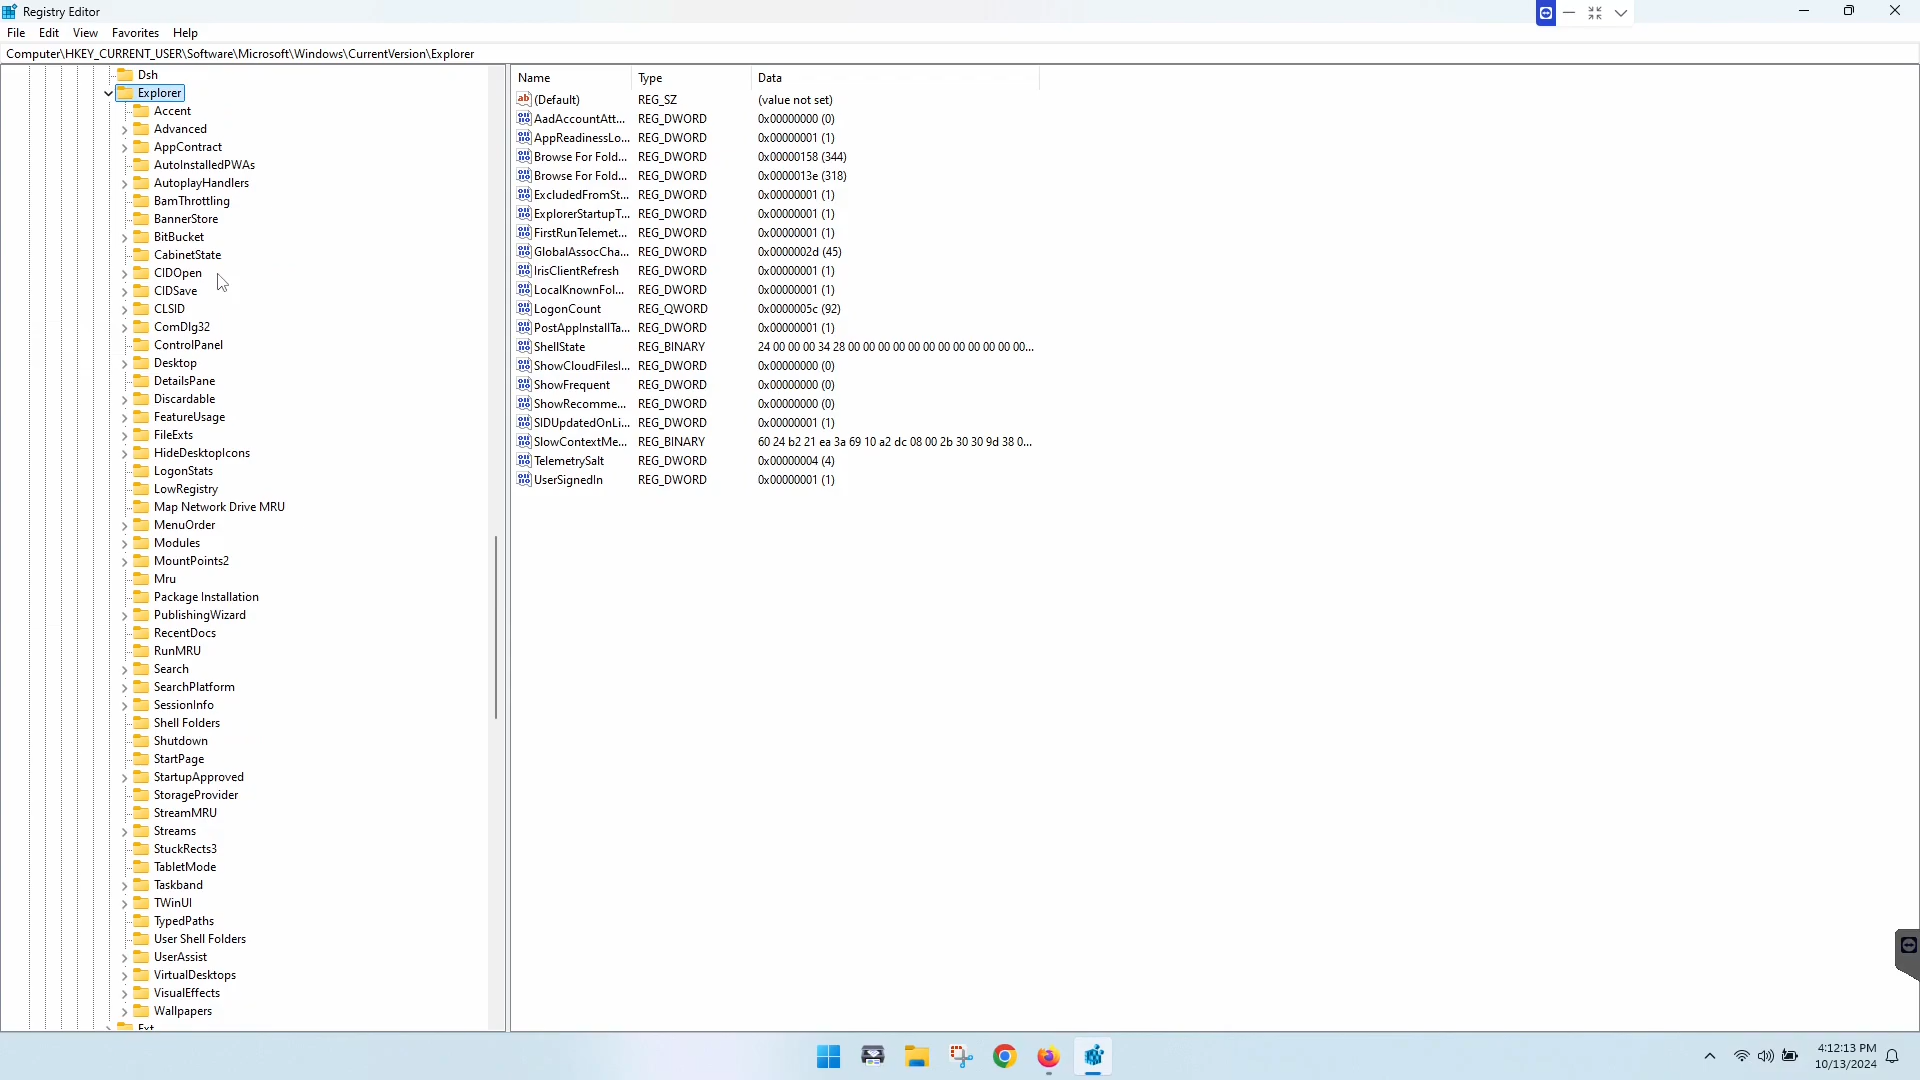 Registry Editor
File Edit View Favorites Help
Computer\HKEY_CURRENT_USER\Software\Microsoft\Windows\CurrentVersion\Explorer
Dsh
Explorer
Accent
Advanced
AppContract
AutoInstalledPWAs
AutoplayHandlers
BamThrottling
BannerStore
BitBucket
CabinetState
CIDOpen
CIDSave
CLSID
ComDlg32
ControlPanel
Desktop
DetailsPane
Discardable
FeatureUsage
FileExts
HideDesktopIcons
LogonStats
LowRegistry
Map Network Drive MRU
MenuOrder
Modules
MountPoints2
Mru
Package Installation
PublishingWizard
RecentDocs
RunMRU
Search
SearchPlatform
SessionInfo
Shell Folders
Shutdown
StartPage
StartupApproved
StorageProvider
StreamMRU
Streams
StuckRects3
TabletMode
Taskband
TWinUI
TypedPaths
User Shell Folders
UserAssist
VirtualDesktops
VisualEffects
Wallpapers
Ext
Name Type Data
(Default) REG_SZ (value not set)
AadAccountAtt... REG_DWORD 0x00000000 (0)
AppReadinessLo... REG_DWORD 0x00000001 (1)
Browse For Fold... REG_DWORD 0x00000158 (344)
Browse For Fold... REG_DWORD 0x0000013e (318)
ExcludedFromSt... REG_DWORD 0x00000001 (1)
ExplorerStartupT... REG_DWORD 0x00000001 (1)
FirstRunTelemet... REG_DWORD 0x00000001 (1)
GlobalAssocCha... REG_DWORD 0x0000002d (45)
IrisClientRefresh REG_DWORD 0x00000001 (1)
LocalKnownFol... REG_DWORD 0x00000001 (1)
LogonCount REG_QWORD 0x0000005c (92)
PostAppInstallTa... REG_DWORD 0x00000001 (1)
ShellState REG_BINARY 24 00 00 00 34 28 00 00 00 00 00 00 00 00 00 00 00 00...
ShowCloudFilesI... REG_DWORD 0x00000000 (0)
ShowFrequent REG_DWORD 0x00000000 (0)
ShowRecomme... REG_DWORD 0x00000000 (0)
SIDUpdatedOnLi... REG_DWORD 0x00000001 (1)
SlowContextMe... REG_BINARY 60 24 b2 21 ea 3a 69 10 a2 dc 08 00 2b 30 30 9d 38 0...
TelemetrySalt REG_DWORD 0x00000004 (4)
UserSignedIn REG_DWORD 0x00000001 (1)
4:12:13 PM
10/13/2024